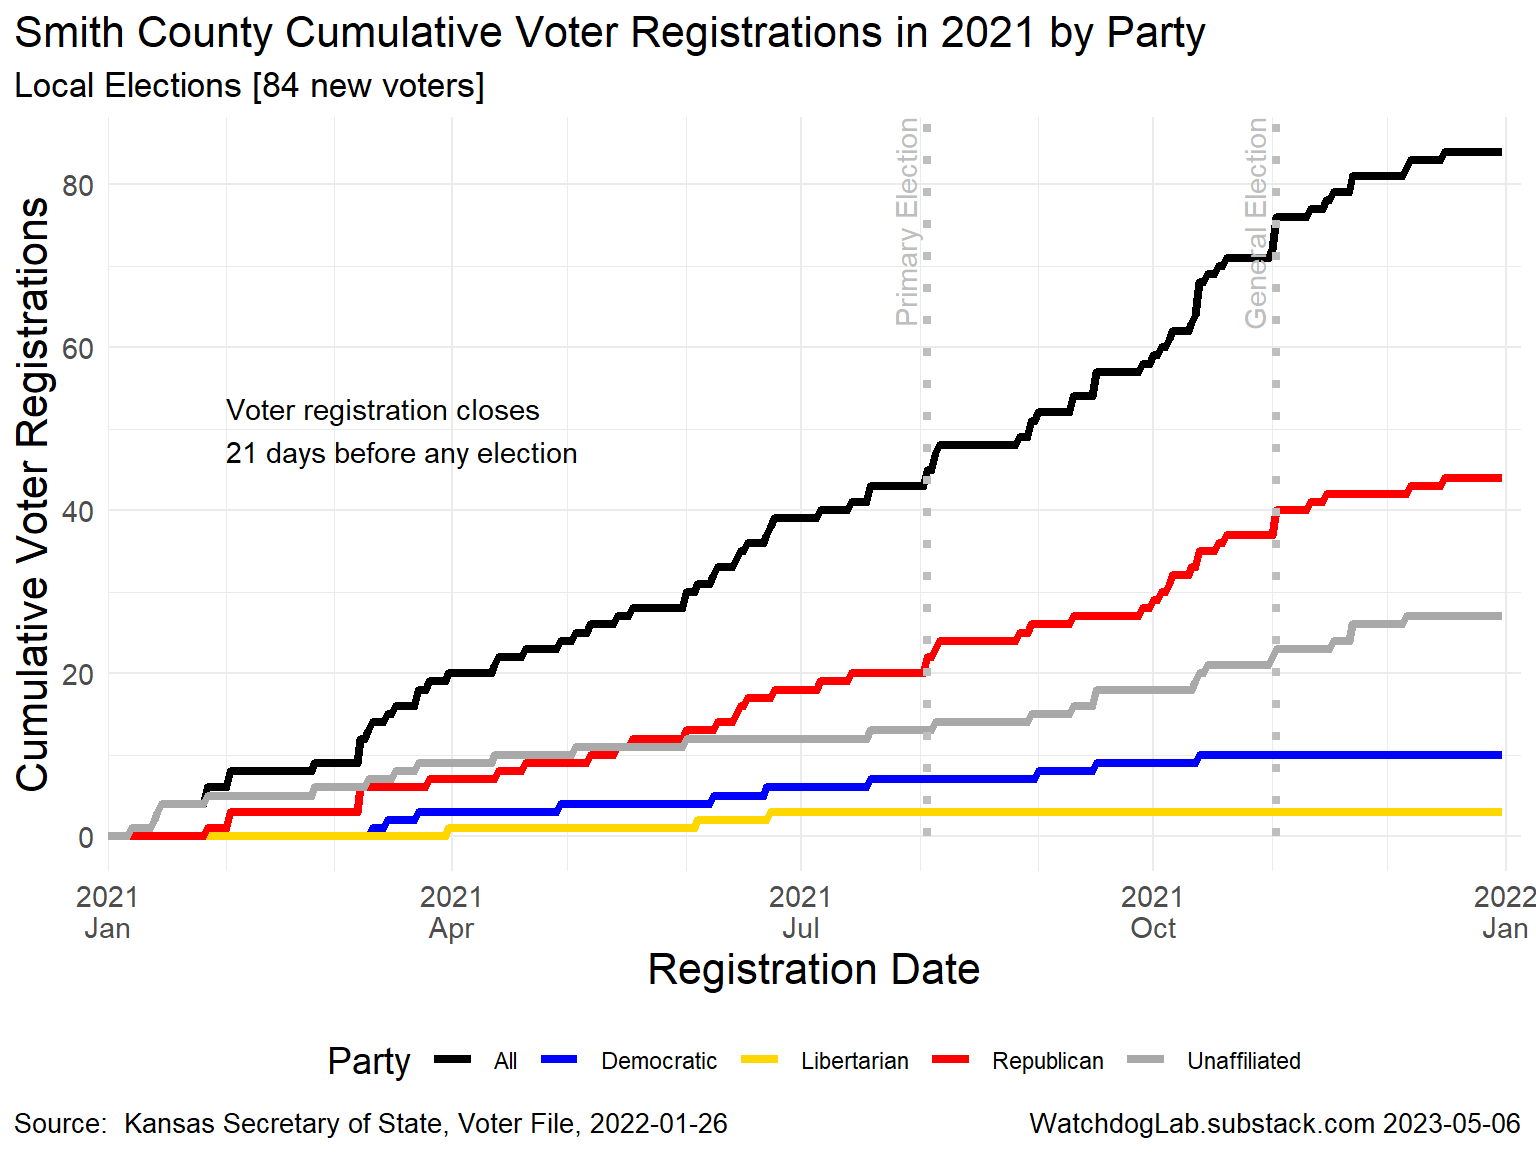 Smith County Cumulative Voter Registrations in 2021 by Party
Local Elections [84 new voters]
Cumulative Voter Registrations
80
60
40
20
0
Primary Election
General Election
Voter registration closes
21 days before any election
2021
Jan
2021
Apr
2021
Jul
2021
Oct
2022
Jan
Registration Date
Party All Democratic Libertarian Republican Unaffiliated
Source:  Kansas Secretary of State, Voter File, 2022-01-26
WatchdogLab.substack.com 2023-05-06